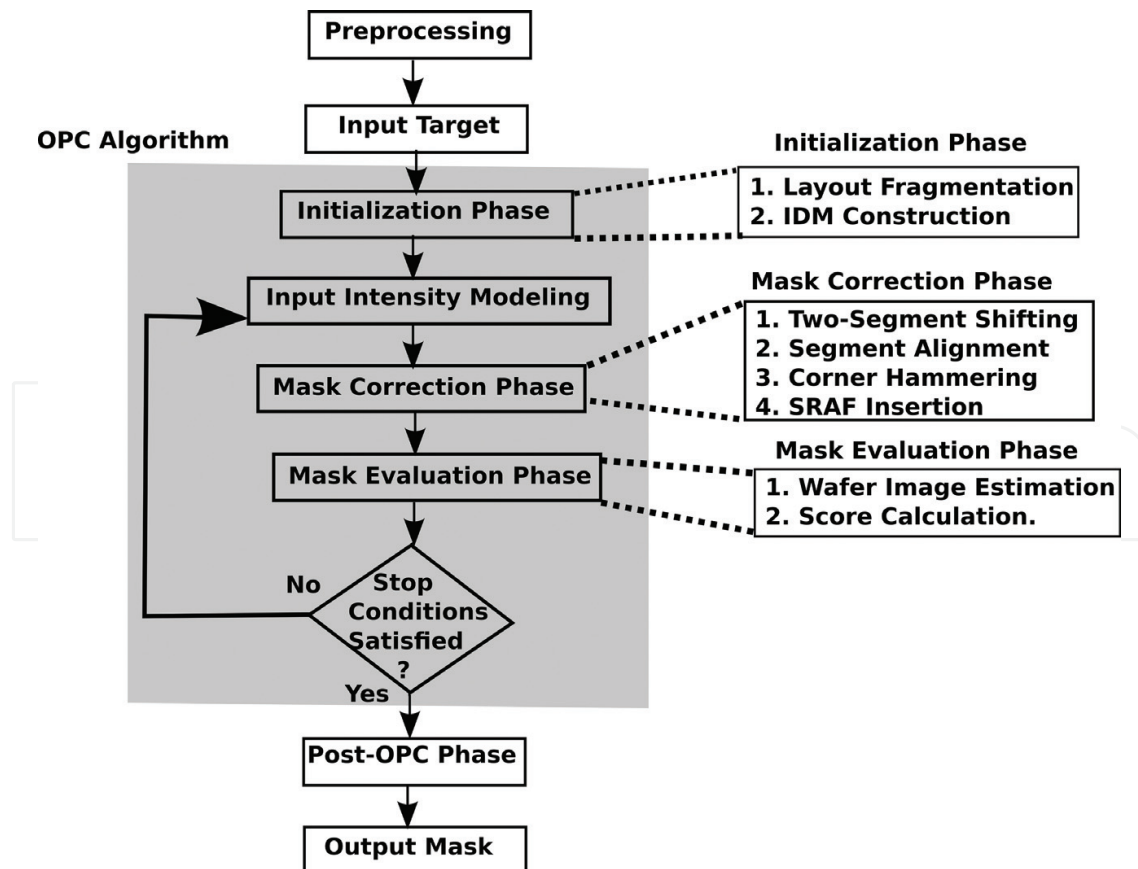 Preprocessing
Input Target
OPC Algorithm
Initialization Phase
Initialization Phase
1. Layout Fragmentation
2. IDM Construction
Input Intensity Modeling
Mask Correction Phase
Mask Correction Phase
1. Two-Segment Shifting
2. Segment Alignment
3. Corner Hammering
4. SRAF Insertion
Mask Evaluation Phase
Mask Evaluation Phase
1. Wafer Image Estimation
2. Score Calculation.
No
Stop
Conditions
Satisfied
?
Yes
Post-OPC Phase
Output Mask